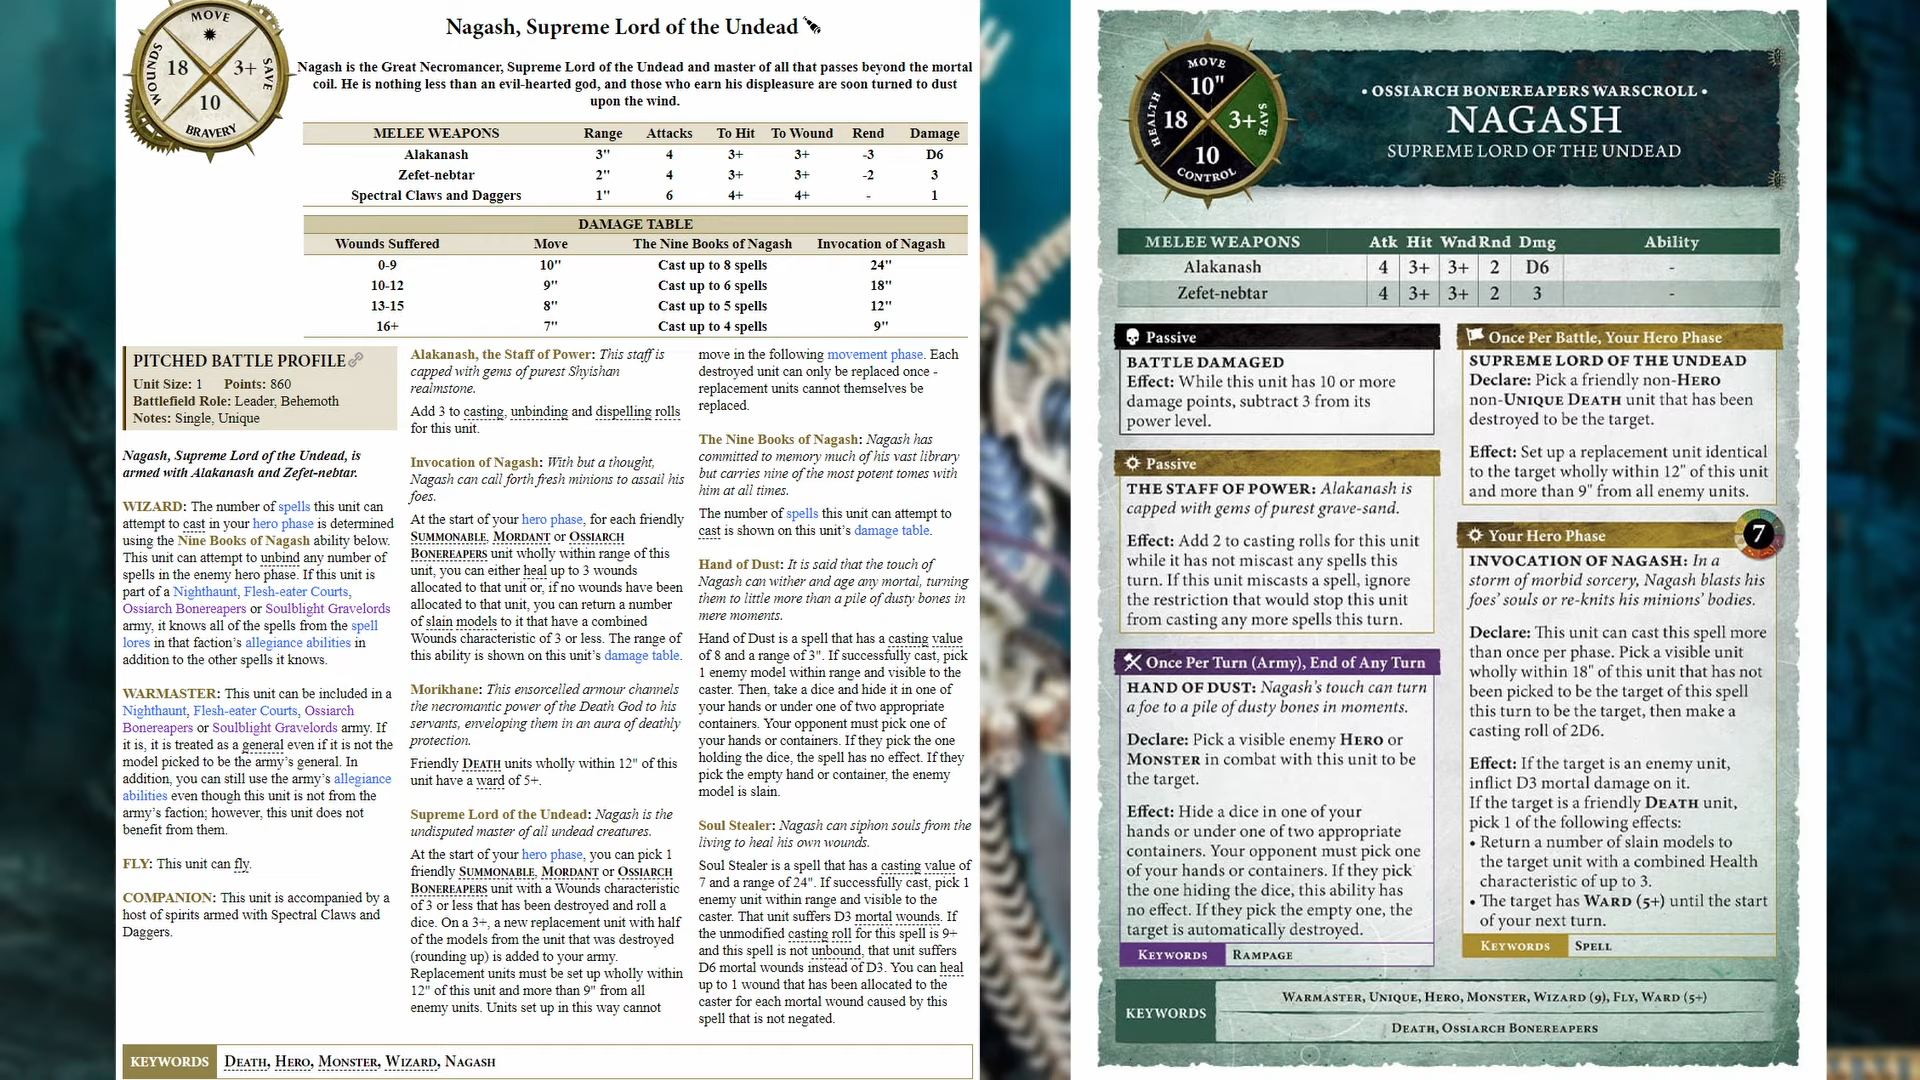 MOVE
WOUNDS
18
3+
SAVE
10
BRAVERY
Nagash, Supreme Lord of the Undead
Nagash is the Great Necromancer, Supreme Lord of the Undead and master of all that passes beyond the mortal
coil. He is nothing less than an evil-hearted god, and those who earn his displeasure are soon turned to dust
upon the wind.
MELEE WEAPONS Range Attacks To Hit To Wound Rend Damage
Alakanash 3" 4 3+ 3+ -3 D6
Zefet-nebtar 2" 4 3+ 3+ -2 3
Spectral Claws and Daggers 1" 6 4+ 4+ - 1
DAMAGE TABLE
Wounds Suffered Move The Nine Books of Nagash Invocation of Nagash
0-9 10" Cast up to 8 spells 24"
10-12 9" Cast up to 6 spells 18"
13-15 8" Cast up to 5 spells 12"
16+ 7" Cast up to 4 spells 9"
PITCHED BATTLE PROFILE
Unit Size: 1 Points: 860
Battlefield Role: Leader, Behemoth
Notes: Single, Unique
Nagash, Supreme Lord of the Undead, is
armed with Alakanash and Zefet-nebtar.
WIZARD: The number of spells this unit can
attempt to cast in your hero phase is determined
using the Nine Books of Nagash ability below.
This unit can attempt to unbind any number of
spells in the enemy hero phase. If this unit is
part of a Nighthaunt, Flesh-eater Courts,
Ossiarch Bonereapers or Soulblight Gravelords
army, it knows all of the spells from the spell
lores in that faction's allegiance abilities in
addition to the other spells it knows.
WARMASTER: This unit can be included in a
Nighthaunt, Flesh-eater Courts, Ossiarch
Bonereapers or Soulblight Gravelords army. If
it is, it is treated as a general even if it is not the
model picked to be the army's general. In
addition, you can still use the army's allegiance
abilities even though this unit is not from the
army's faction; however, this unit does not
benefit from them.
FLY: This unit can fly.
COMPANION: This unit is accompanied by a
host of spirits armed with Spectral Claws and
Daggers.
Alakanash, the Staff of Power: This staff is
capped with gems of purest Shyishan
realmstone.
Add 3 to casting, unbinding and dispelling rolls
for this unit.
Invocation of Nagash: With but a thought,
Nagash can call forth fresh minions to assail his
foes.
At the start of your hero phase, for each friendly
SUMMONABLE, MORDANT or OSSIARCH
BONEREAPERS unit wholly within range of this
unit, you can either heal up to 3 wounds
allocated to that unit or, if no wounds have been
allocated to that unit, you can return a number
of slain models to it that have a combined
Wounds characteristic of 3 or less. The range of
this ability is shown on this unit's damage table.
Morikhane: This ensorcelled armour channels
the necromantic power of the Death God to his
servants, enveloping them in an aura of deathly
protection.
Friendly DEATH units wholly within 12" of this
unit have a ward of 5+.
Supreme Lord of the Undead: Nagash is the
undisputed master of all undead creatures.
At the start of your hero phase, you can pick 1
friendly SUMMONABLE, MORDANT or OSSIARCH
BONEREAPERS unit with a Wounds characteristic
of 3 or less that has been destroyed and roll a
dice. On a 3+, a new replacement unit with half
of the models from the unit that was destroyed
(rounding up) is added to your army.
Replacement units must be set up wholly within
12" of this unit and more than 9" from all
enemy units. Units set up in this way cannot
move in the following movement phase. Each
destroyed unit can only be replaced once -
replacement units cannot themselves be
replaced.
The Nine Books of Nagash: Nagash has
committed to memory much of his vast library
but carries nine of the most potent tomes with
him at all times.
The number of spells this unit can attempt to
cast is shown on this unit's damage table.
Hand of Dust: It is said that the touch of
Nagash can wither and age any mortal, turning
them to little more than a pile of dusty bones in
mere moments.
Hand of Dust is a spell that has a casting value
of 8 and a range of 3". If successfully cast, pick
1 enemy model within range and visible to the
caster. Then, take a dice and hide it in one of
your hands or under one of two appropriate
containers. Your opponent must pick one of
your hands or containers. If they pick the one
holding the dice, the spell has no effect. If they
pick the empty hand or container, the enemy
model is slain.
Soul Stealer: Nagash can siphon souls from the
living to heal his own wounds.
Soul Stealer is a spell that has a casting value of
7 and a range of 24". If successfully cast, pick 1
enemy unit within range and visible to the
caster. That unit suffers D3 mortal wounds. If
the unmodified casting roll for this spell is 9+
and this spell is not unbound, that unit suffers
D6 mortal wounds instead of D3. You can heal
up to 1 wound that has been allocated to the
caster for each mortal wound caused by this
spell that is not negated.
KEYWORDS DEATH, HERO, MONSTER, WIZARD, NAGASH
MOVE
10"
HEALTH
18
3+
SAVE
10
CONTROL
• OSSIARCH BONEREAPERS WARSCROLL •
NAGASH
SUPREME LORD OF THE UNDEAD
MELEE WEAPONS Atk Hit Wnd Rnd Dmg Ability
Alakanash 4 3+ 3+ 2 D6 -
Zefet-nebtar 4 3+ 3+ 2 3 -
Passive
BATTLE DAMAGED
Effect: While this unit has 10 or more
damage points, subtract 3 from its
power level.
Passive
THE STAFF OF POWER: Alakanash is
capped with gems of purest grave-sand.
Effect: Add 2 to casting rolls for this unit
while it has not miscast any spells this
turn. If this unit miscasts a spell, ignore
the restriction that would stop this unit
from casting any more spells this turn.
Once Per Turn (Army), End of Any Turn
HAND OF DUST: Nagash's touch can turn
a foe to a pile of dusty bones in moments.
Declare: Pick a visible enemy HERO or
MONSTER in combat with this unit to be
the target.
Effect: Hide a dice in one of your
hands or under one of two appropriate
containers. Your opponent must pick one
of your hands or containers. If they pick
the one hiding the dice, this ability has
no effect. If they pick the empty one, the
target is automatically destroyed.
KEYWORDS RAMPAGE
Once Per Battle, Your Hero Phase
SUPREME LORD OF THE UNDEAD
Declare: Pick a friendly non-HERO
non-UNIQUE DEATH unit that has been
destroyed to be the target.
Effect: Set up a replacement unit identical
to the target wholly within 12" of this unit
and more than 9" from all enemy units.
Your Hero Phase 7
INVOCATION OF NAGASH: In a
storm of morbid sorcery, Nagash blasts his
foes' souls or re-knits his minions' bodies.
Declare: This unit can cast this spell more
than once per phase. Pick a visible unit
wholly within 18" of this unit that has not
been picked to be the target of this spell
this turn to be the target, then make a
casting roll of 2D6.
Effect: If the target is an enemy unit,
inflict D3 mortal damage on it.
If the target is a friendly DEATH unit,
pick 1 of the following effects:
• Return a number of slain models to
the target unit with a combined Health
characteristic of up to 3.
• The target has WARD (5+) until the start
of your next turn.
KEYWORDS SPELL
KEYWORDS
WARMASTER, UNIQUE, HERO, MONSTER, WIZARD (9), FLY, WARD (5+)
DEATH, OSSIARCH BONEREAPERS